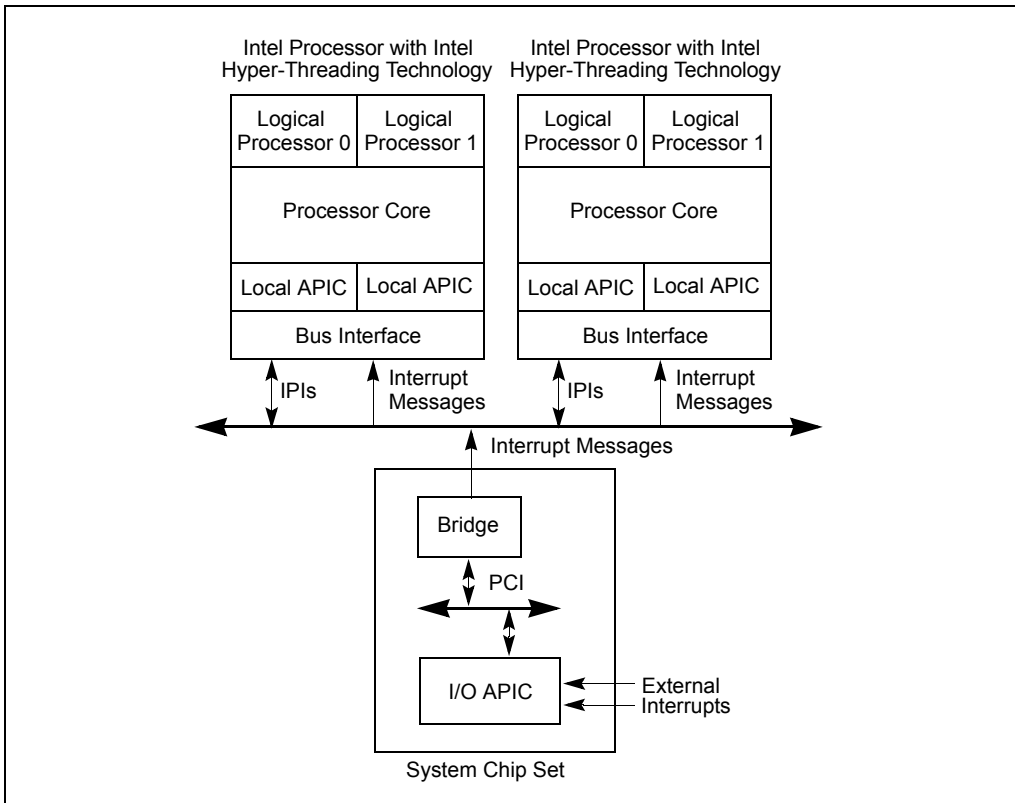 Intel Processor with Intel
Hyper-Threading Technology
Intel Processor with Intel
Hyper-Threading Technology
Logical
Processor 0
Logical
Processor 1
Logical
Processor 0
Logical
Processor 1
Processor Core
Processor Core
Local APIC
Local APIC
Local APIC
Local APIC
Bus Interface
Bus Interface
IPIs
Interrupt
Messages
IPIs
Interrupt
Messages
Interrupt Messages
Bridge
PCI
I/O APIC
External
Interrupts
System Chip Set